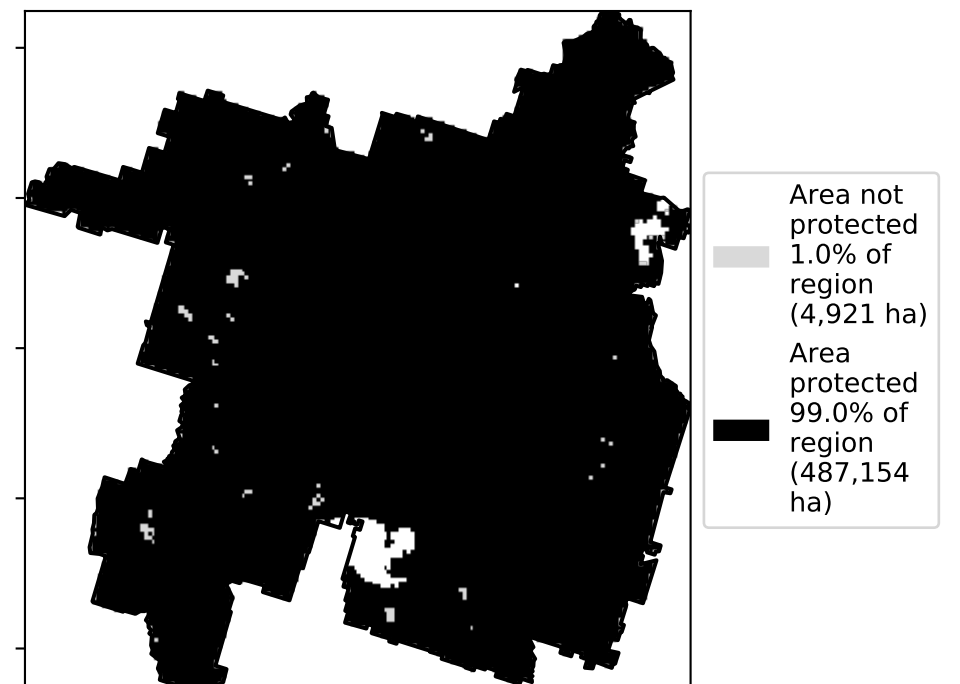 Area not
protected
1.0% of
region
(4,921 ha)
Area
protected
99.0% of
region
(487,154
ha)